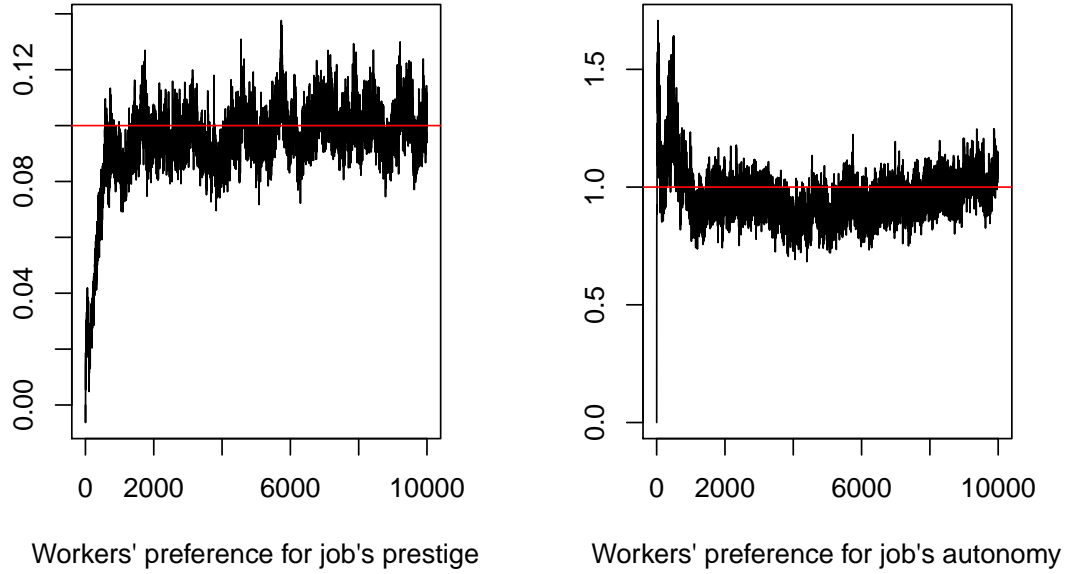 0.00 0.04 0.08 0.12
0 2000 6000 10000
Workers' preference for job's prestige
0.0 0.5 1.0 1.5
0 2000 6000 10000
Workers' preference for job's autonomy